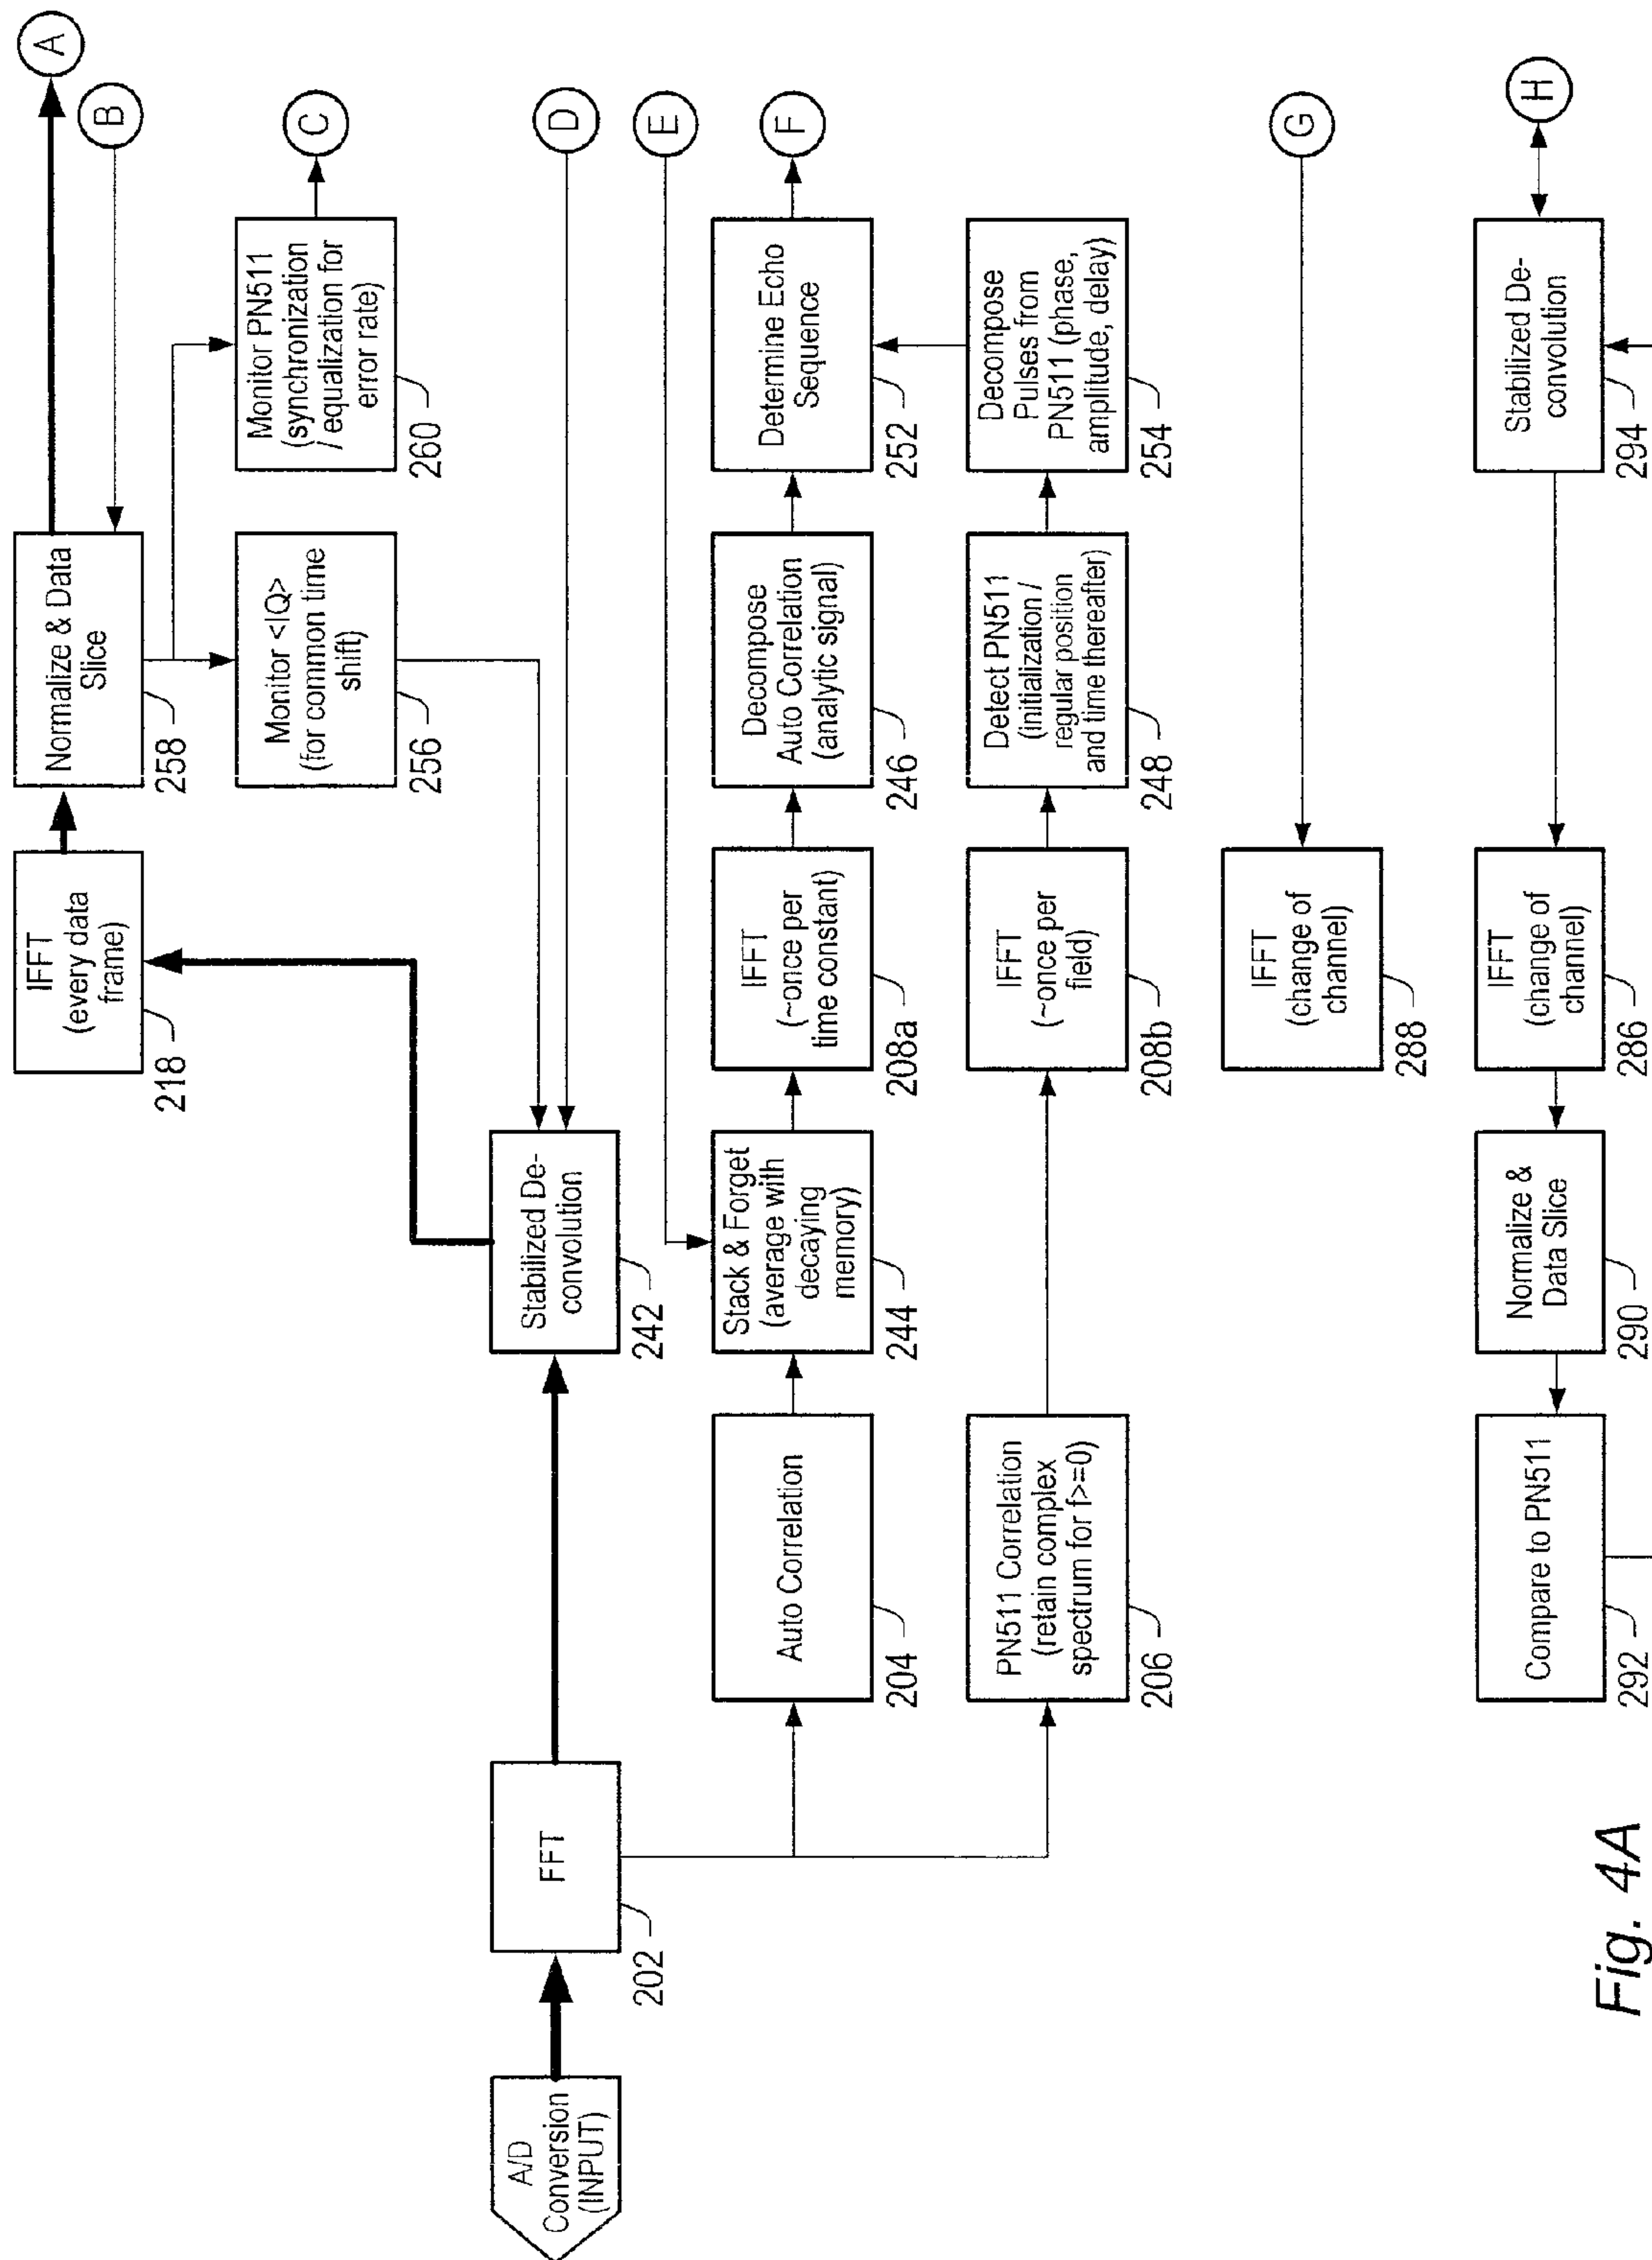 A/D
Conversion
(INPUT)
FFT
202
Stabilized De-
convolution
242
IFFT
(every data
frame)
218
Normalize & Data
Slice
258
A
B
Monitor <IQ>
(for common time
shift)
256
Monitor PN511
(synchronization
/ equalization for
error rate)
260
C
D
E
Auto Correlation
204
Stack & Forget
(average with
decaying
memory)
244
IFFT
(~once per
time constant)
208a
Decompose
Auto Correlation
(analytic signal)
246
Determine Echo
Sequence
252
F
PN511 Correlation
(retain complex
spectrum for f>=0)
206
IFFT
(~once per
field)
208b
Detect PN511
(initialization /
regular position
and time thereafter)
248
Decompose
Pulses from
PN511 (phase,
amplitude, delay)
254
IFFT
(change of
channel)
288
G
Compare to PN511
292
Normalize &
Data Slice
290
IFFT
(change of
channel)
286
Stabilized De-
convolution
294
H
Fig. 4A